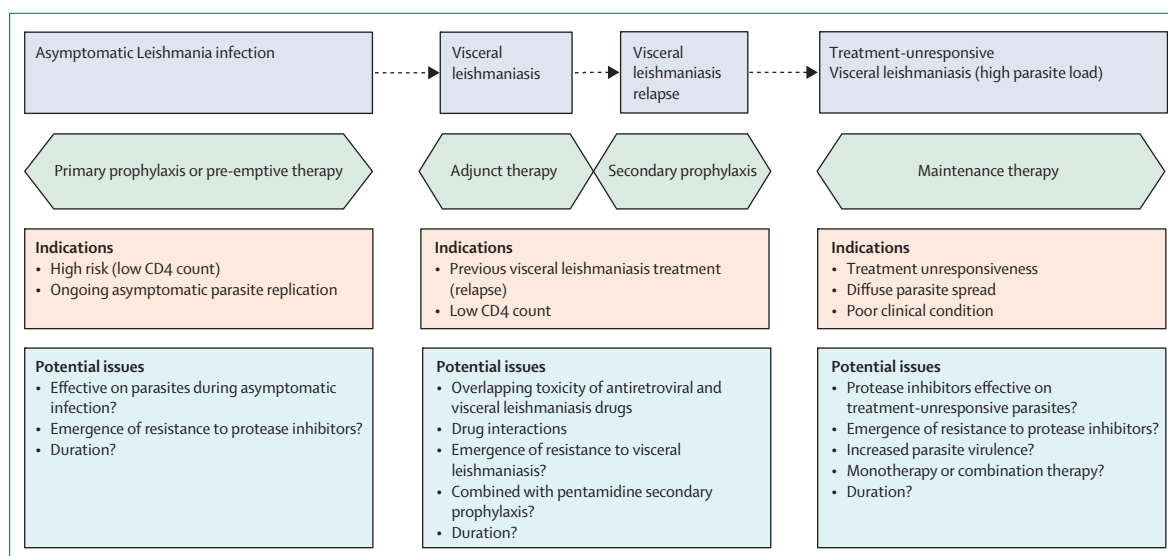 Asymptomatic Leishmania infection
Visceral
leishmaniasis
Visceral
leishmaniasis
relapse
Treatment-unresponsive
Visceral leishmaniasis (high parasite load)
Primary prophylaxis or pre-emptive therapy
Adjunct therapy
Secondary prophylaxis
Maintenance therapy
Indications
• High risk (low CD4 count)
• Ongoing asymptomatic parasite replication
Indications
• Previous visceral leishmaniasis treatment
(relapse)
• Low CD4 count
Indications
• Treatment unresponsiveness
• Diffuse parasite spread
• Poor clinical condition
Potential issues
• Effective on parasites during asymptomatic
infection?
• Emergence of resistance to protease inhibitors?
• Duration?
Potential issues
• Overlapping toxicity of antiretroviral and
visceral leishmaniasis drugs
• Drug interactions
• Emergence of resistance to visceral
leishmaniasis?
• Combined with pentamidine secondary
prophylaxis?
• Duration?
Potential issues
• Protease inhibitors effective on
treatment-unresponsive parasites?
• Emergence of resistance to protease inhibitors?
• Increased parasite virulence?
• Monotherapy or combination therapy?
• Duration?